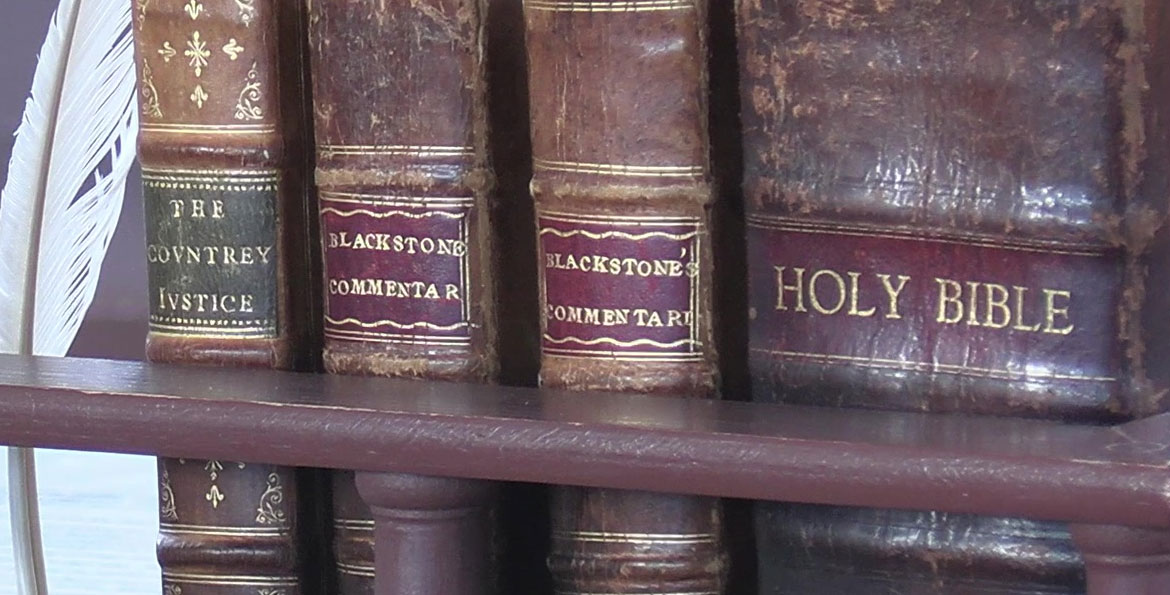 THE
COVNTREY
IVSTICE
BLACKSTONE
COMMENTAR
BLACKSTONE'S
COMMENTARI
HOLY BIBLE